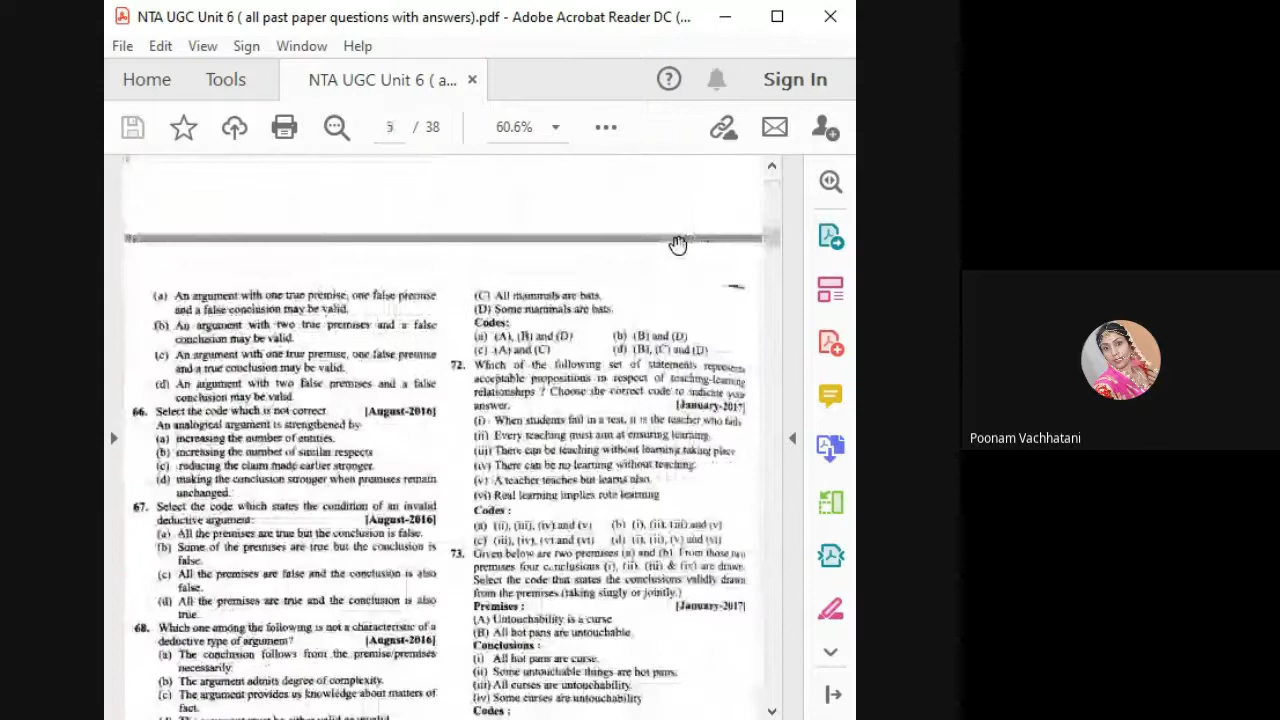 NTA UGC Unit 6 ( all past paper questions with answers).pdf - Adobe Acrobat Reader DC (...
File Edit View Sign Window Help
Home Tools NTA UGC Unit 6 ( a... × Sign In
5 / 38 60.6%
(a) An argument with one true premise, one false premise
and a false conclusion may be valid.
(b) An argument with two true premises and a false
conclusion may be valid.
(c) An argument with one true premise, one false premise
and a true conclusion may be valid.
(d) An argument with two false premises and a false
conclusion may be valid.
66. Select the code which is not correct [August-2016]
An analogical argument is strengthened by
(a) increasing the number of entities.
(b) increasing the number of similar respects
(c) reducing the claim made earlier stronger.
(d) making the conclusion stronger when premises remain
unchanged.
67. Select the code which states the condition of an invalid
deductive argument: [August-2016]
(a) All the premises are true but the conclusion is false.
(b) Some of the premises are true but the conclusion is
false.
(c) All the premises are false and the conclusion is also
false.
(d) All the premises are true and the conclusion is also
true.
68. Which one among the following is not a characteristic of a
deductive type of argument? [August-2016]
(a) The conclusion follows from the premise/premises
necessarily.
(b) The argument admits degree of complexity.
(c) The argument provides us knowledge about matters of
fact.
(C) All mammals are bats.
(D) Some mammals are bats.
Codes:
(a) (A), (B) and (D) (b) (B) and (D)
(c) (A) and (C) (d) (B), (C) and (D)
72. Which of the following set of statements represents
acceptable propositions in respect of teaching-learning
relationships ? Choose the correct code to indicate your
answer. [January-2017]
(i) When students fail in a test, it is the teacher who fails
(ii) Every teaching must aim at ensuring learning
(iii) There can be teaching without learning taking place
(iv) There can be no learning without teaching.
(v) A teacher teaches but learns also.
(vi) Real learning implies rote learning
Codes :
(a) (ii), (iii), (iv) and (v) (b) (i), (ii), (iii) and (v)
(c) (iii), (iv), (v) and (vi) (d) (i), (ii), (v) and (vi)
73. Given below are two premises (a) and (b). From those two
premises four conclusions (i), (ii), (iii) & (iv) are drawn.
Select the code that states the conclusions validly drawn
from the premises (taking singly or jointly.)
Premises : [January-2017]
(A) Untouchability is a curse
(B) All hot pans are untouchable
Conclusions :
(i) All hot pans are curse.
(ii) Some untouchable things are hot pans.
(iii) All curses are untouchability.
(iv) Some curses are untouchability
Codes :
Poonam Vachhatani